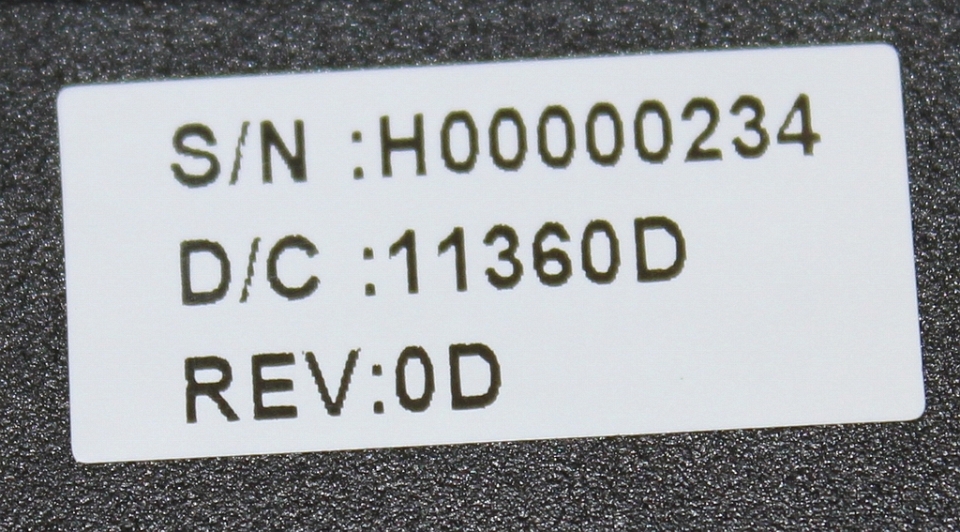 S/N :H00000234
D/C :11360D
REV:0D